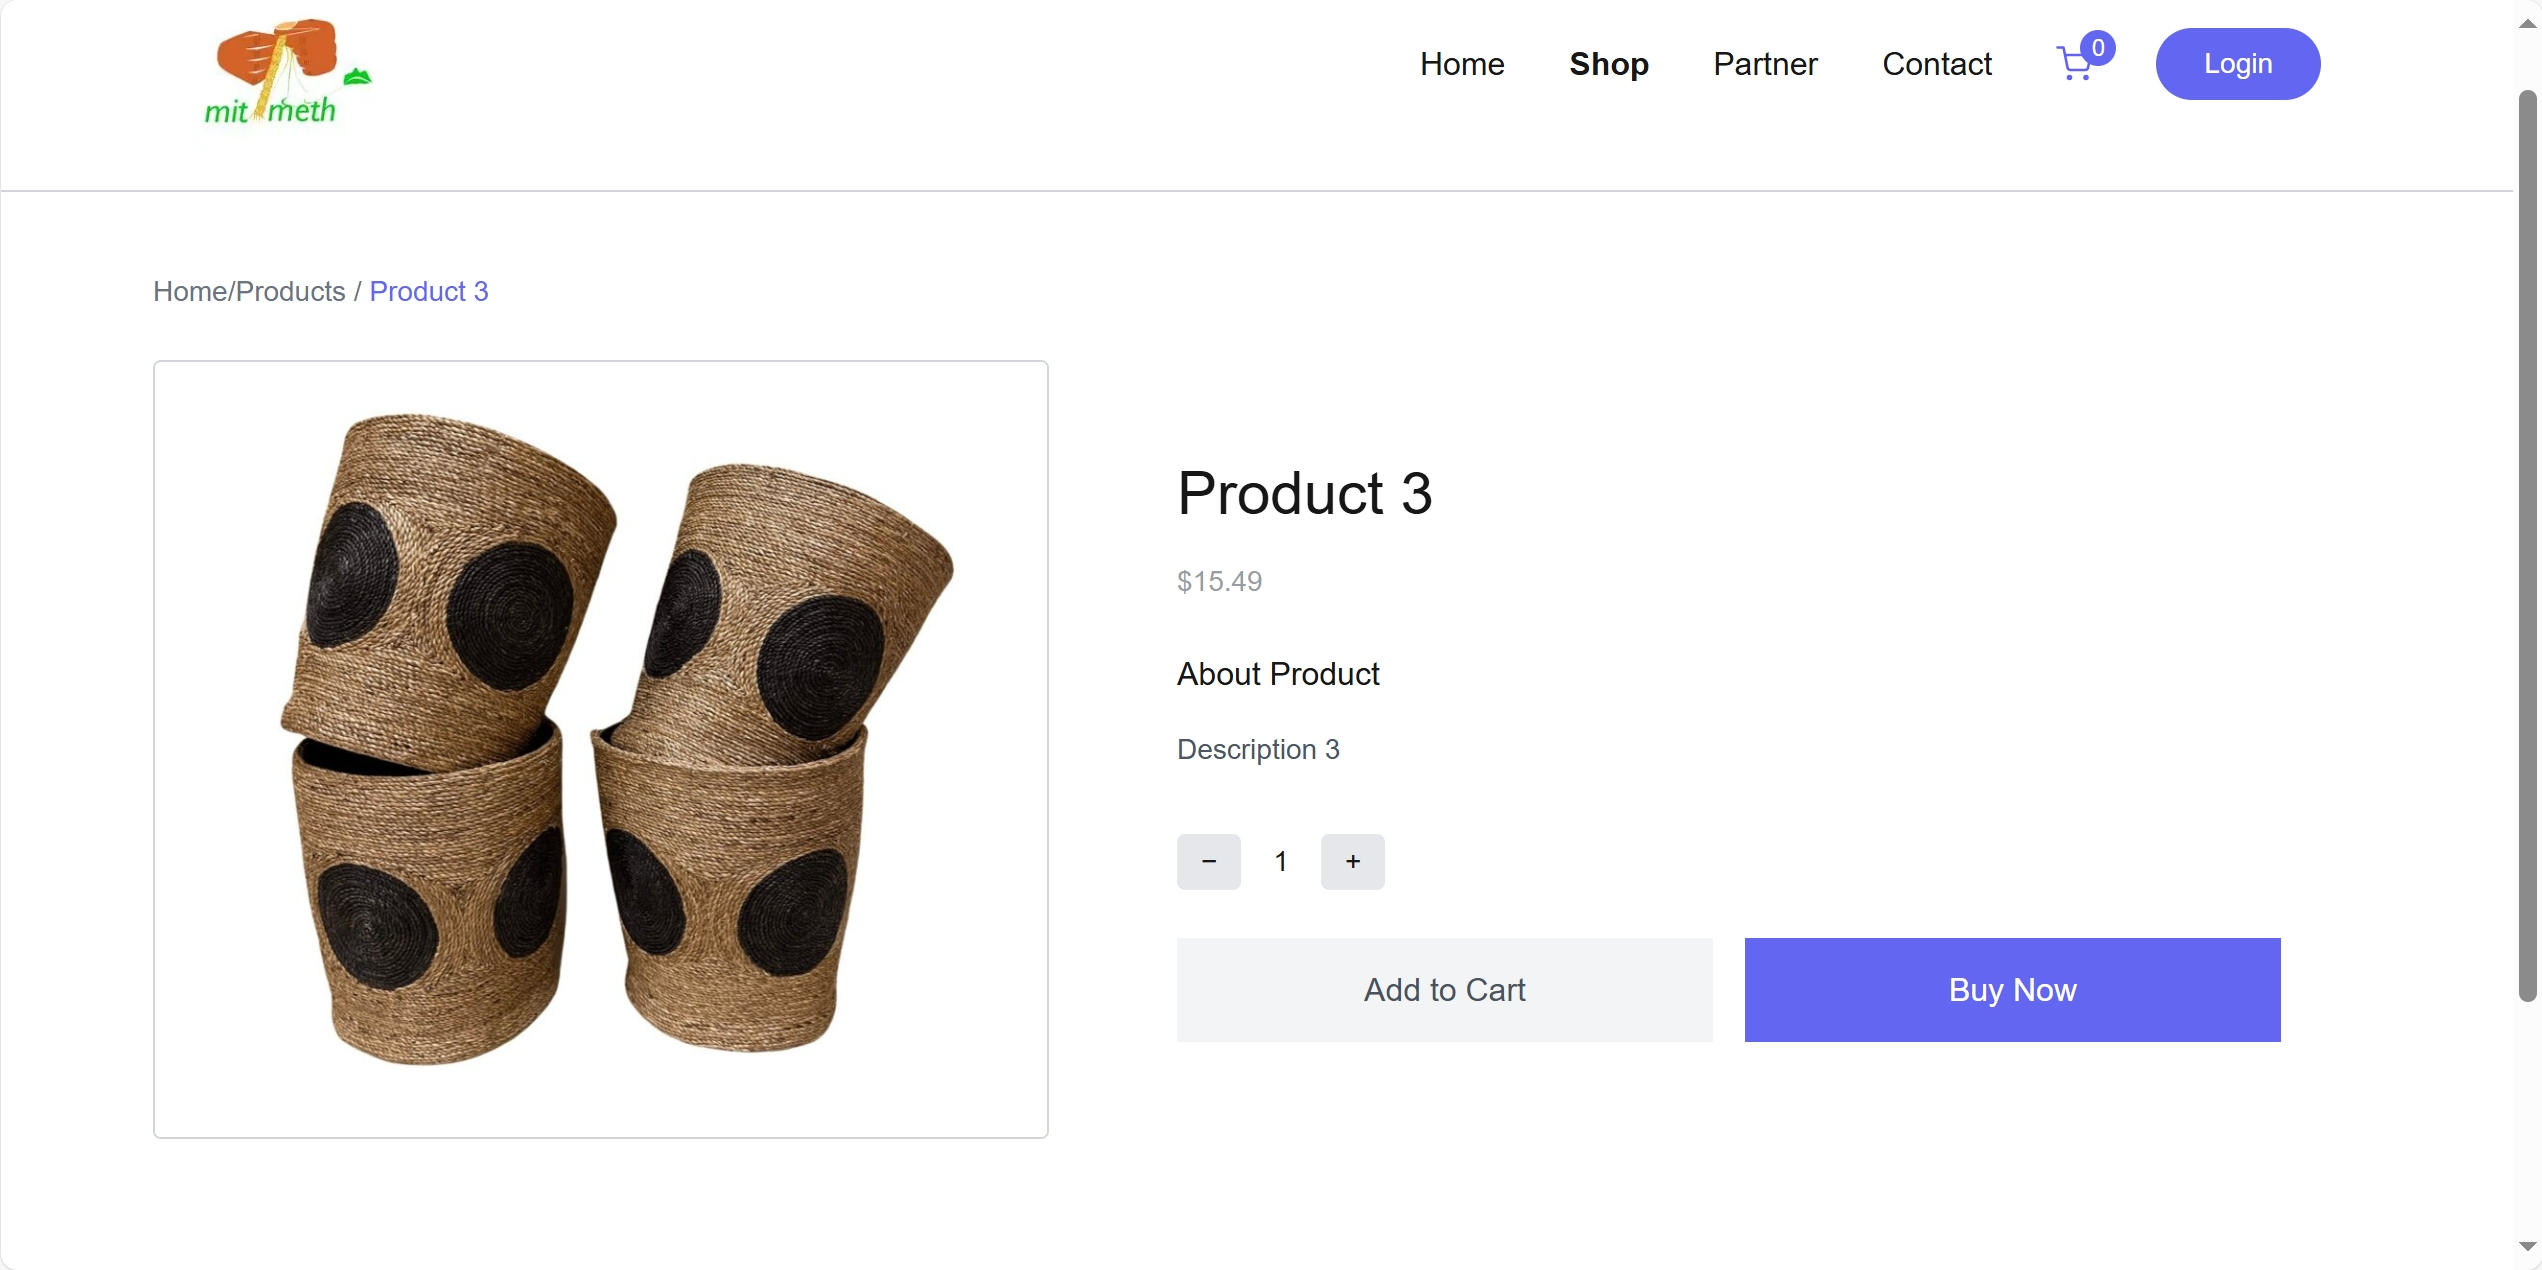 mit meth
Home Shop Partner Contact 0 Login
Home/Products / Product 3
Product 3
$15.49
About Product
Description 3
− 1 +
Add to Cart Buy Now